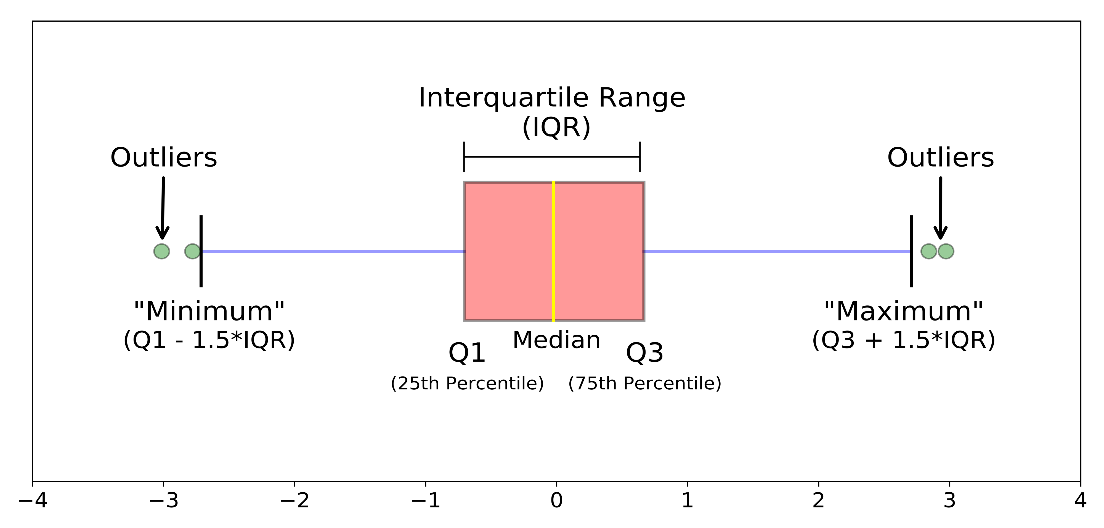 Interquartile Range
(IQR)
Outliers
Outliers
"Minimum"
(Q1 - 1.5*IQR)
"Maximum"
(Q3 + 1.5*IQR)
Median
Q1
Q3
(25th Percentile)
(75th Percentile)
−4
−3
−2
−1
0
1
2
3
4